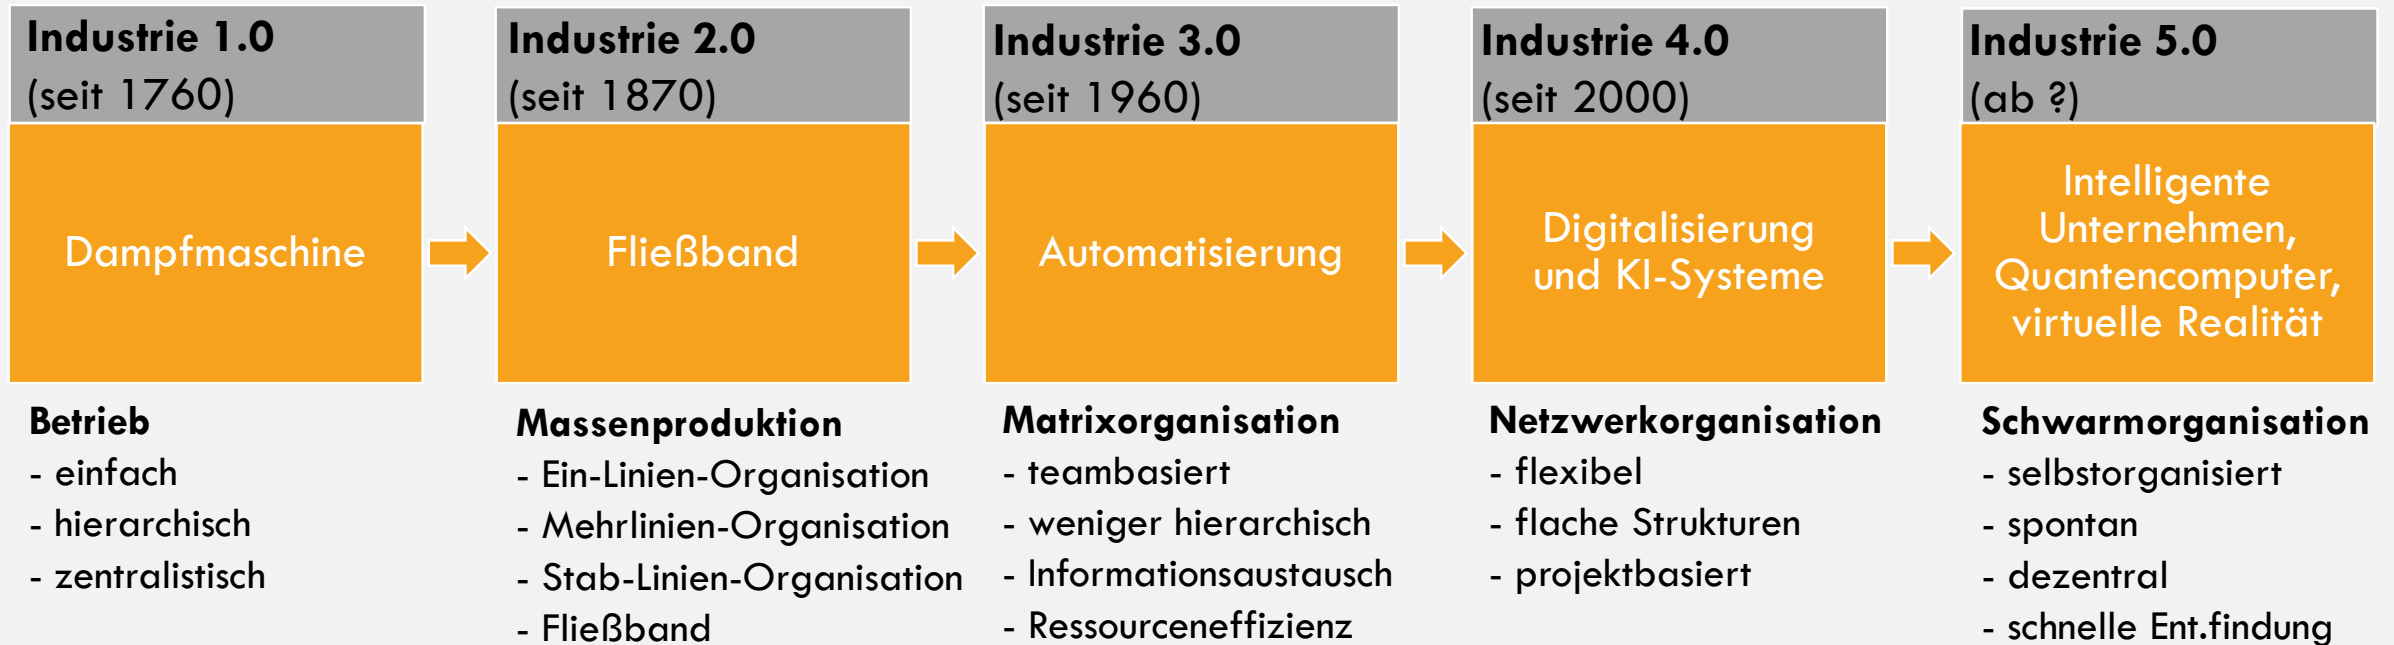 Industrie 1.0
(seit 1760)
Dampfmaschine
Betrieb
- einfach
- hierarchisch
- zentralistisch
Industrie 2.0
(seit 1870)
Fließband
Massenproduktion
- Ein-Linien-Organisation
- Mehrlinien-Organisation
- Stab-Linien-Organisation
- Fließband
Industrie 3.0
(seit 1960)
Automatisierung
Matrixorganisation
- teambasiert
- weniger hierarchisch
- Informationsaustausch
- Ressourceneffizienz
Industrie 4.0
(seit 2000)
Digitalisierung
und KI-Systeme
Netzwerkorganisation
- flexibel
- flache Strukturen
- projektbasiert
Industrie 5.0
(ab ?)
Intelligente
Unternehmen,
Quantencomputer,
virtuelle Realität
Schwarmorganisation
- selbstorganisiert
- spontan
- dezentral
- schnelle Ent.findung